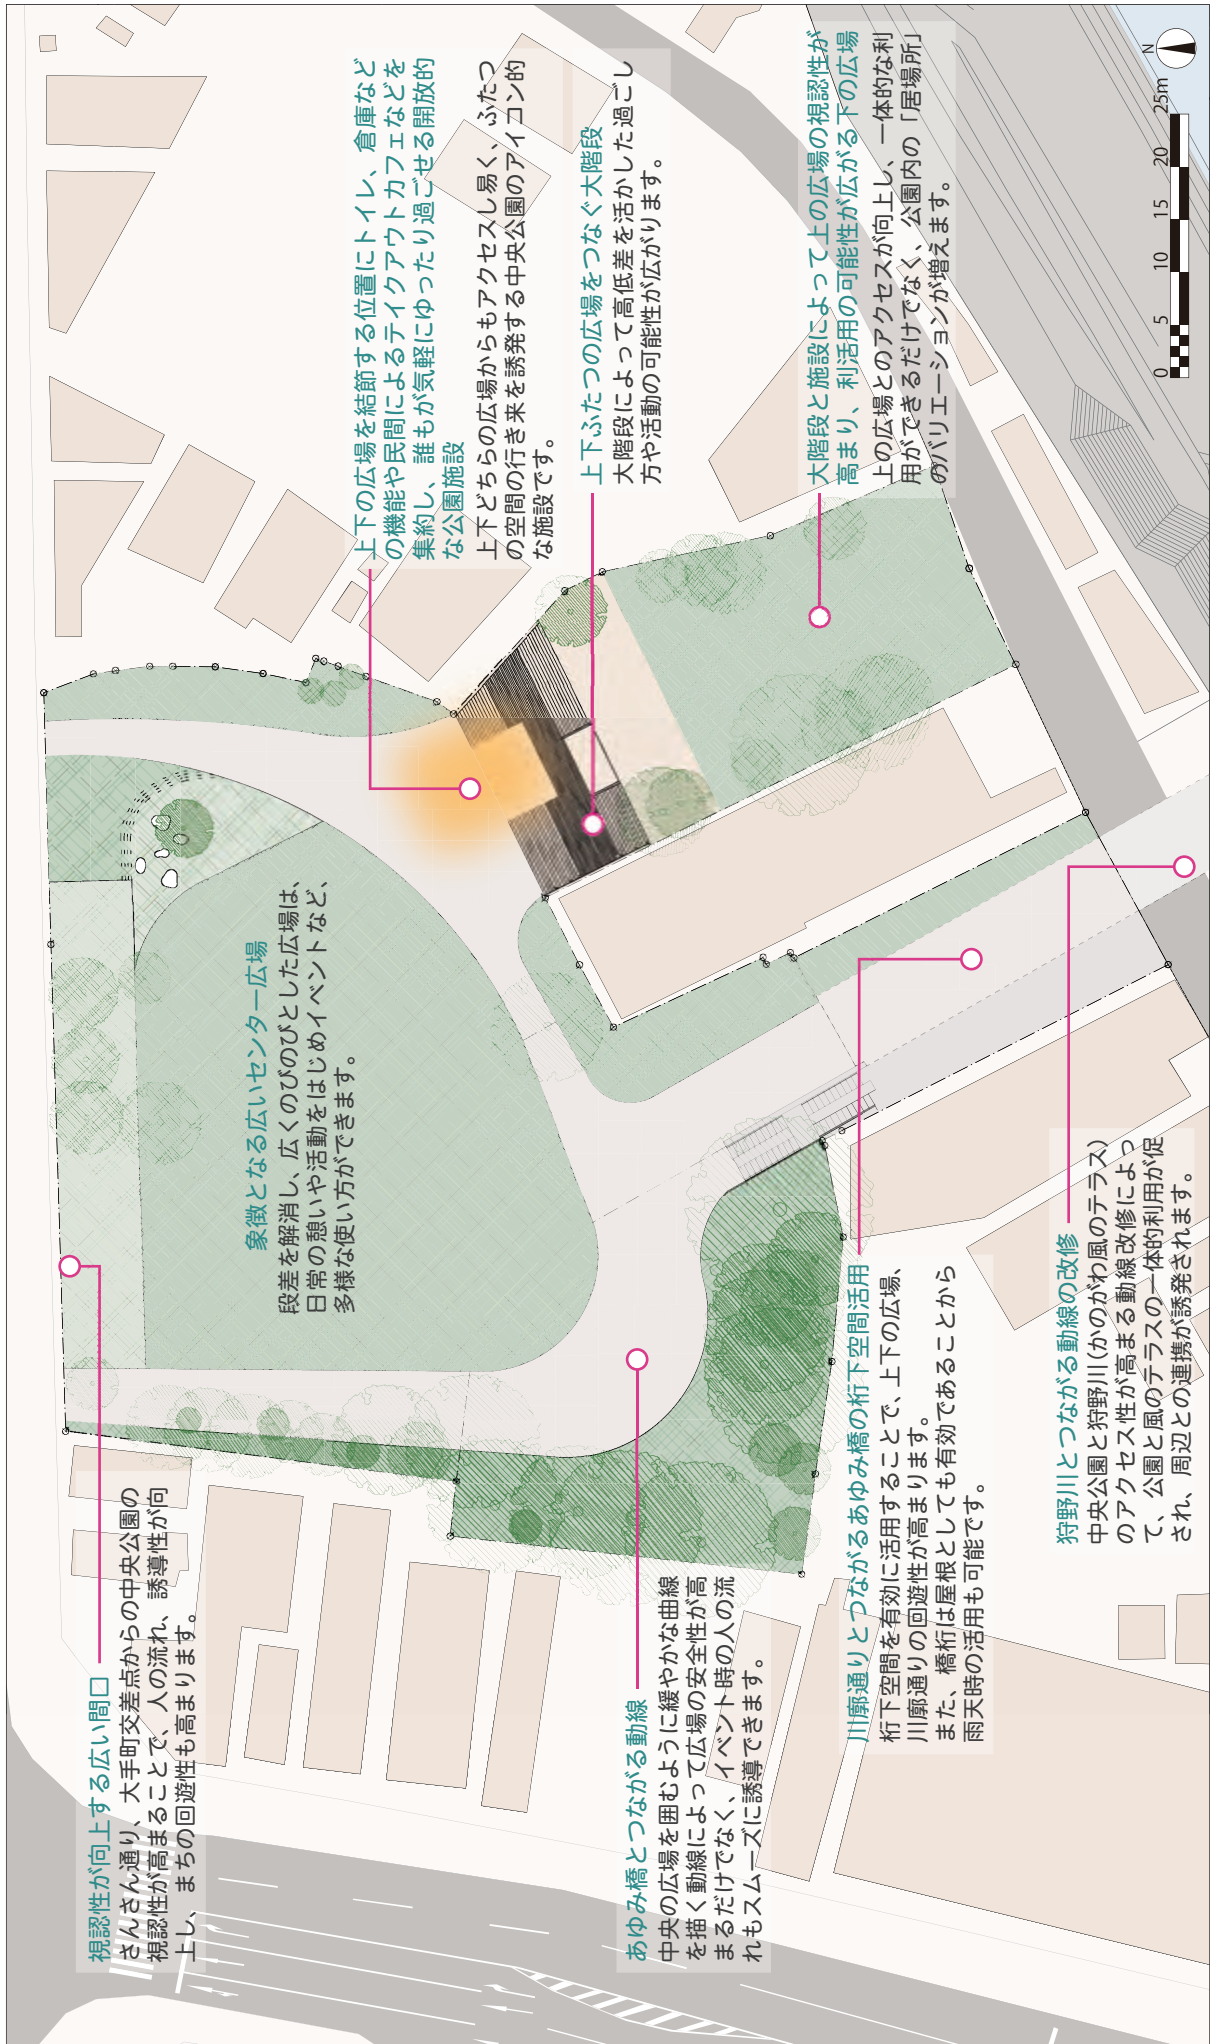 視認性が向上する広い間口
さんさん通り、大手町交差点からの中央公園の
視認性が高まることで、人の流れ、誘導性が向
上し、まちの回遊性も高まります。
象徴となる広いセンター広場
段差を解消し、広くのびのびとした広場は、
日常の憩いや活動をはじめイベントなど、
多様な使い方ができます。
上下の広場を結節する位置にトイレ、倉庫など
の機能や民間によるテイクアウトカフェなどを
集約し、誰もが気軽にゆったり過ごせる開放的
な公園施設
上下どちらの広場からもアクセスし易く、ふたつ
の空間の行き来を誘発する中央公園のアイコン的
な施設です。
上下ふたつの広場をつなぐ大階段
大階段によって高低差を活かした過ごし
方や活動の可能性が広がります。
あゆみ橋とつながる動線
中央の広場を囲むように緩やかな曲線
を描く動線によって広場の安全性が高
まるだけでなく、イベント時の人の流
れもスムーズに誘導できます。
大階段と施設によって上の広場の視認性が
高まり、利活用の可能性が広がる下の広場
上の広場とのアクセスが向上し、一体的な利
用ができるだけでなく、公園内の「居場所」
のバリエーションが増えます。
川廓通りとつながるあゆみ橋の桁下空間活用
桁下空間を有効に活用することで、上下の広場、
川廓通りの回遊性が高まります。
また、橋桁は屋根としても有効であることから
雨天時の活用も可能です。
狩野川とつながる動線の改修
中央公園と狩野川(かのがわ風のテラス)
のアクセス性が高まる動線改修によっ
て、公園と風のテラスの一体的利用が促
され、周辺との連携が誘発されます。
N
0 5 10 15 20 25m